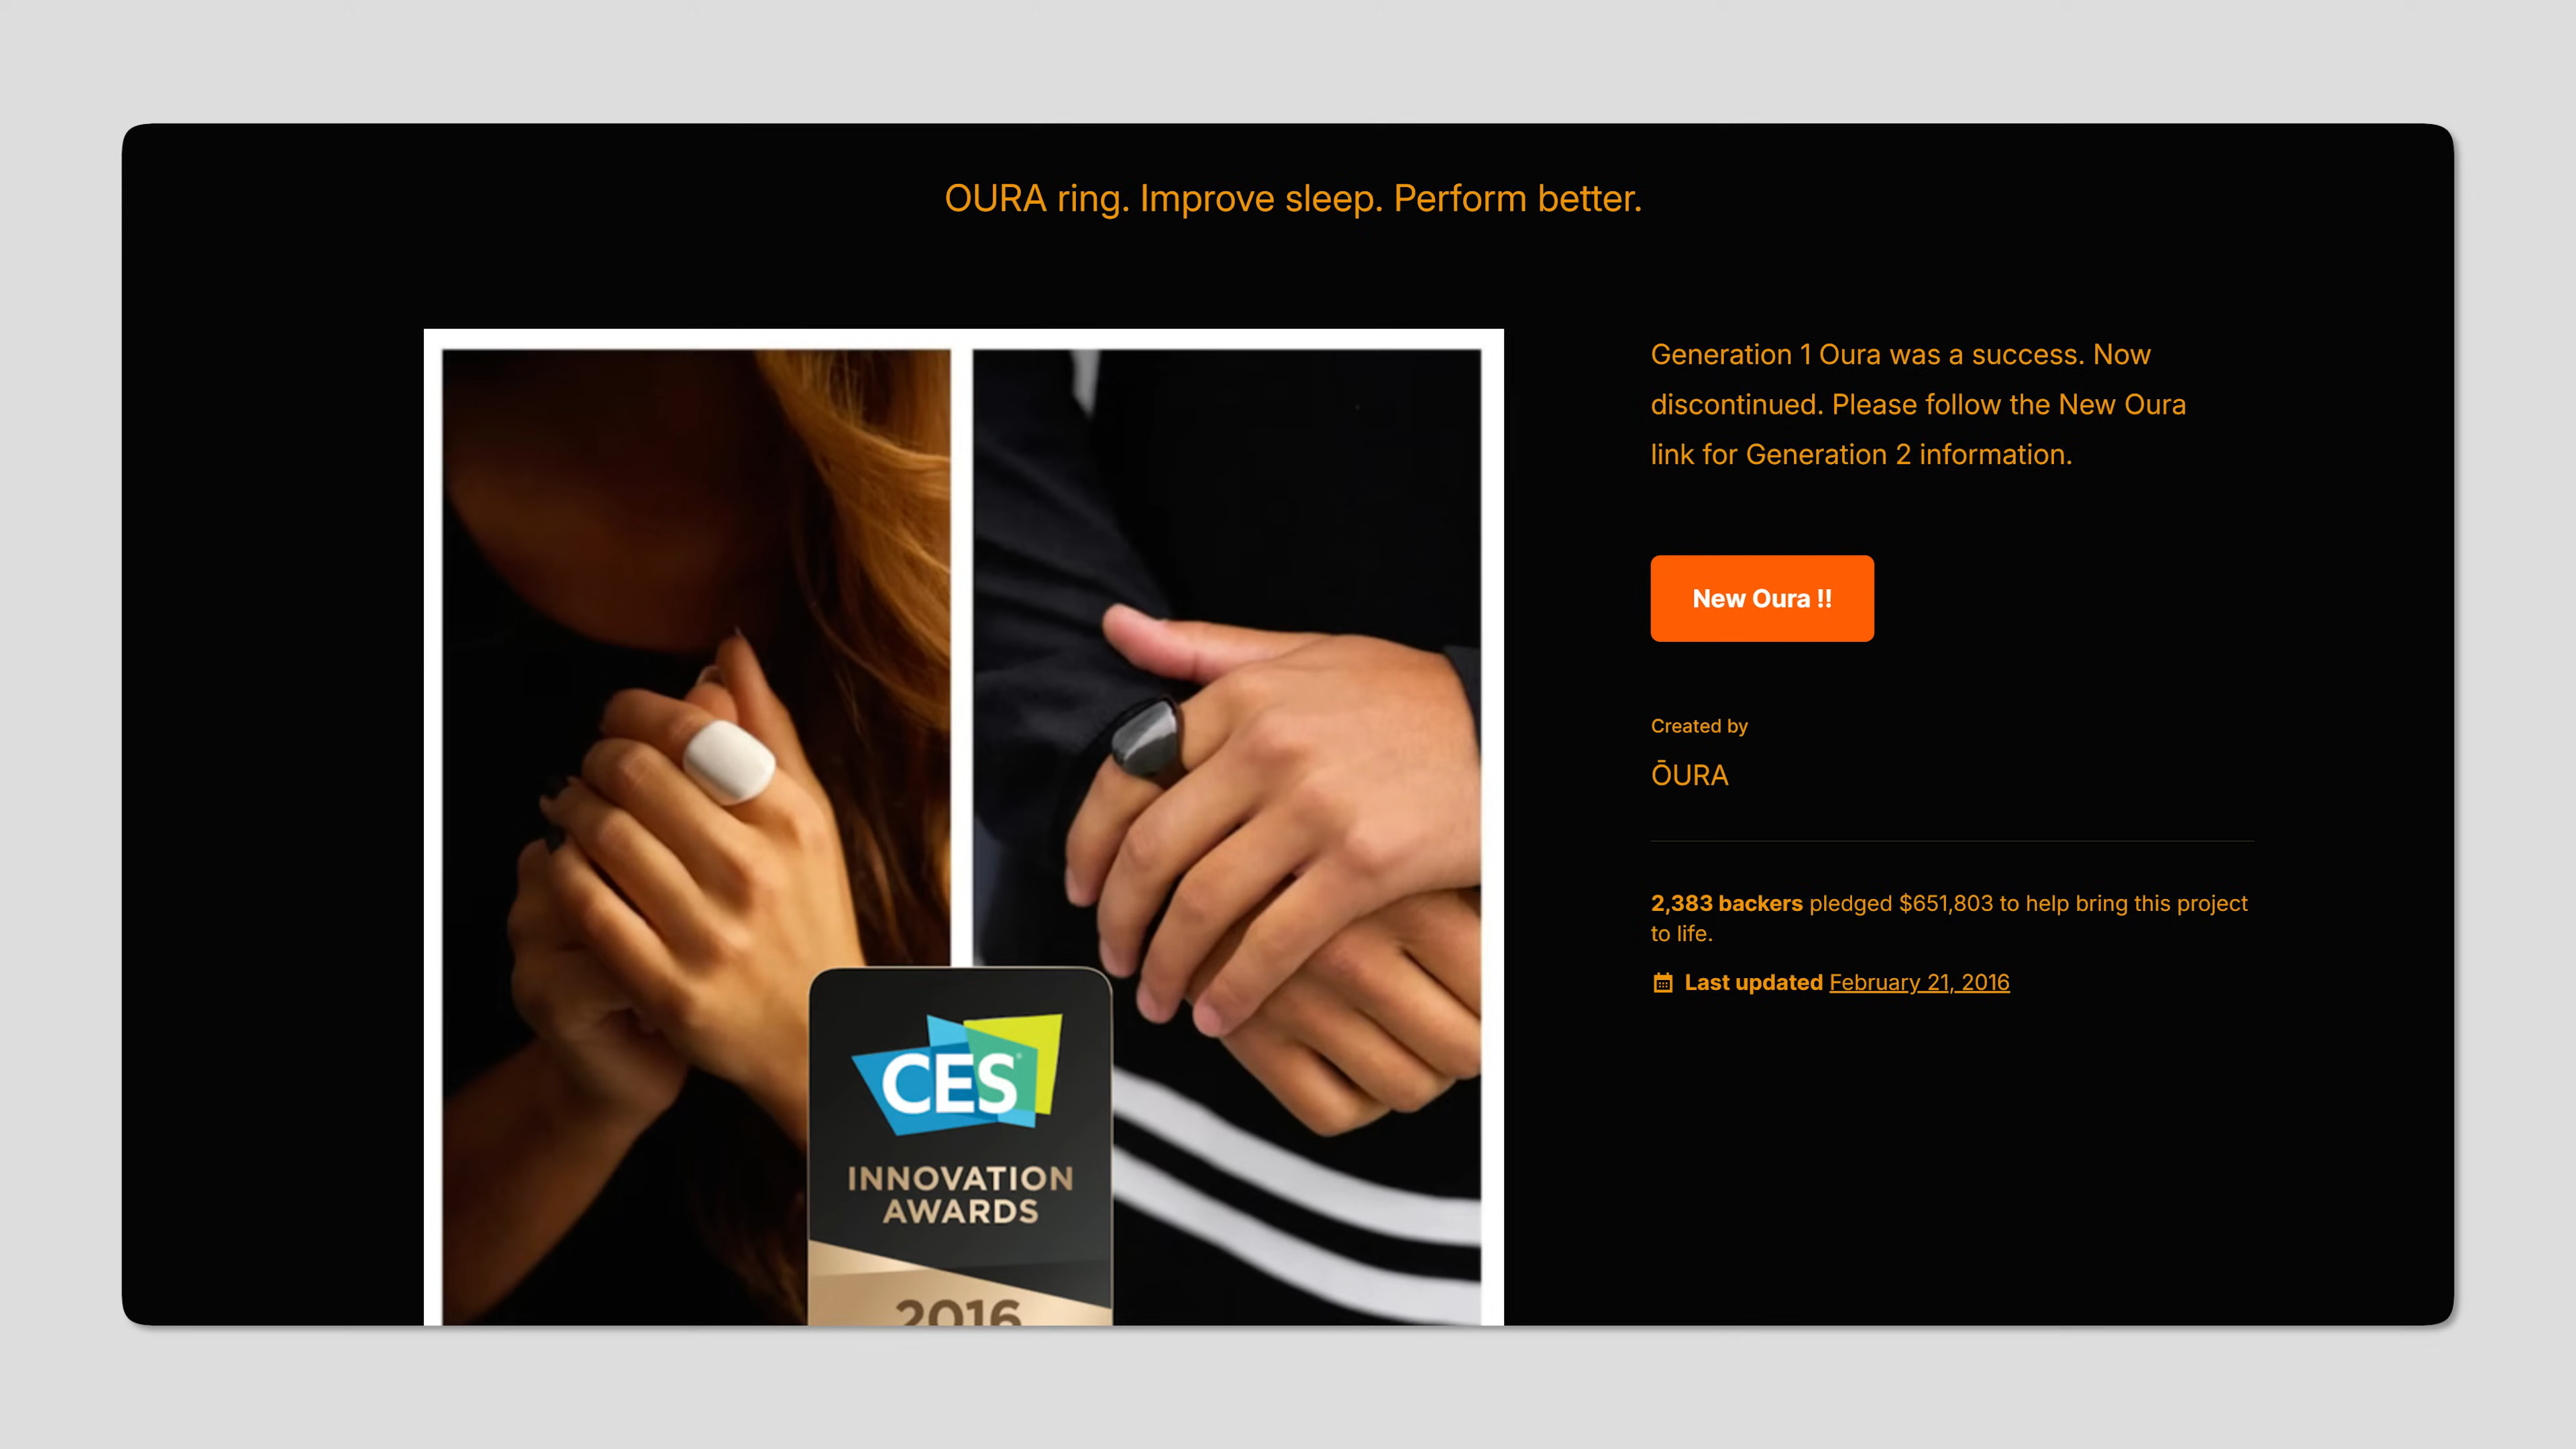 OURA ring. Improve sleep. Perform better.
Generation 1 Oura was a success. Now
discontinued. Please follow the New Oura
link for Generation 2 information.
New Oura !!
Created by
ŌURA
2,383 backers pledged $651,803 to help bring this project
to life.
Last updated February 21, 2016
CES®
INNOVATION
AWARDS
2016